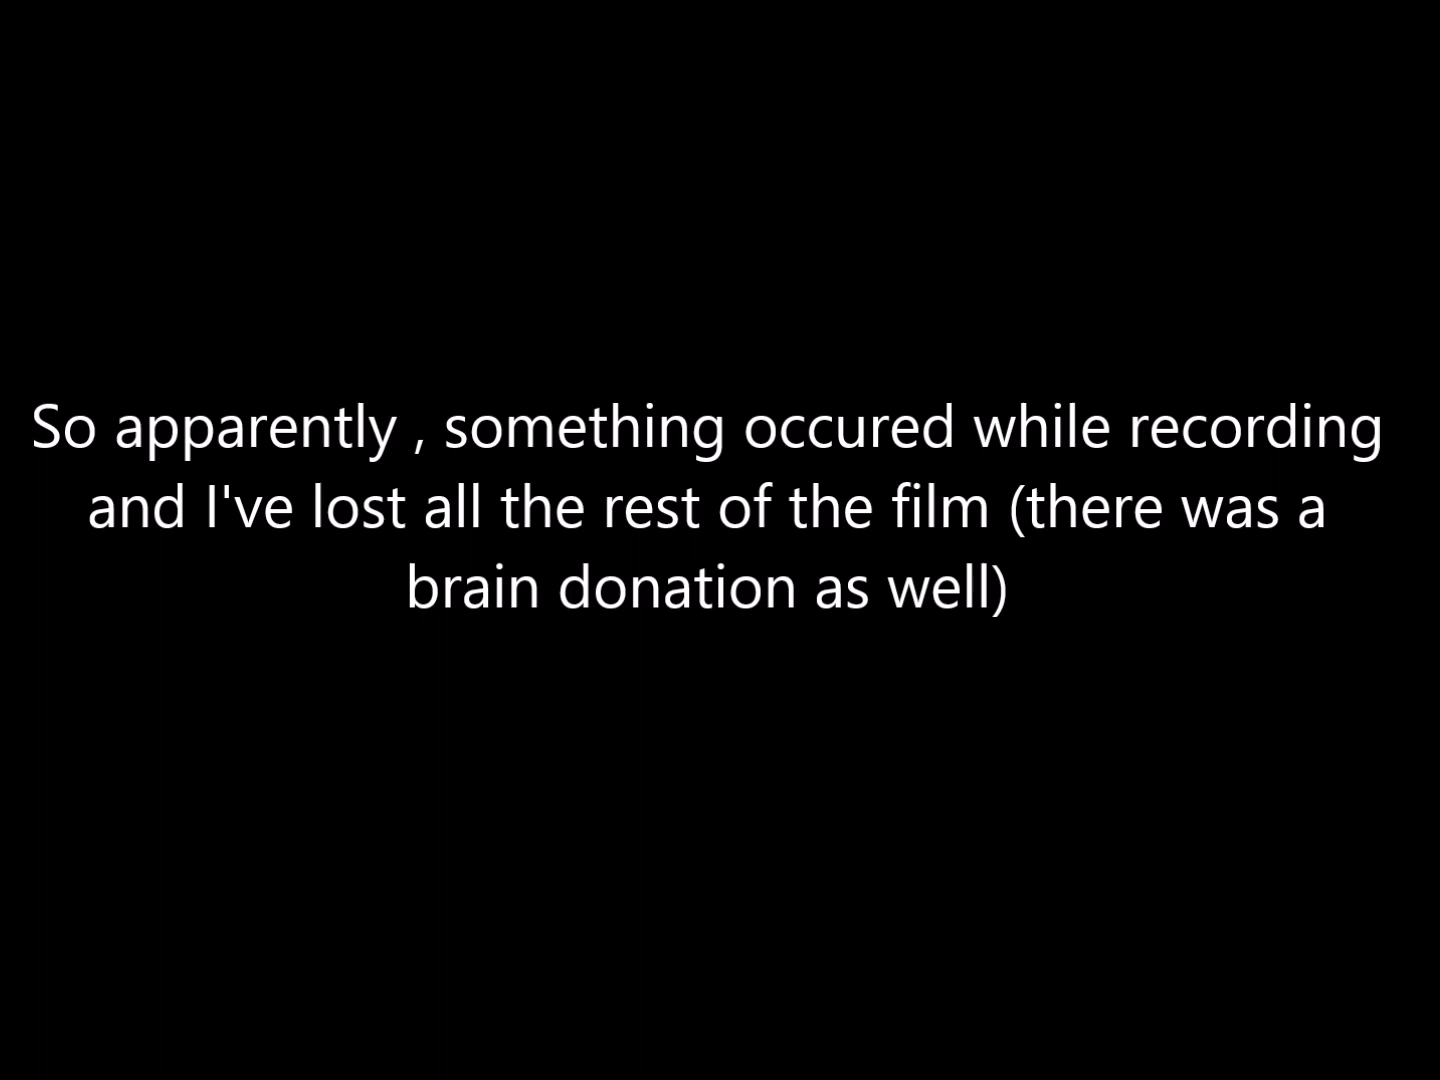 So apparently , something occured while recording
and I've lost all the rest of the film (there was a
brain donation as well)